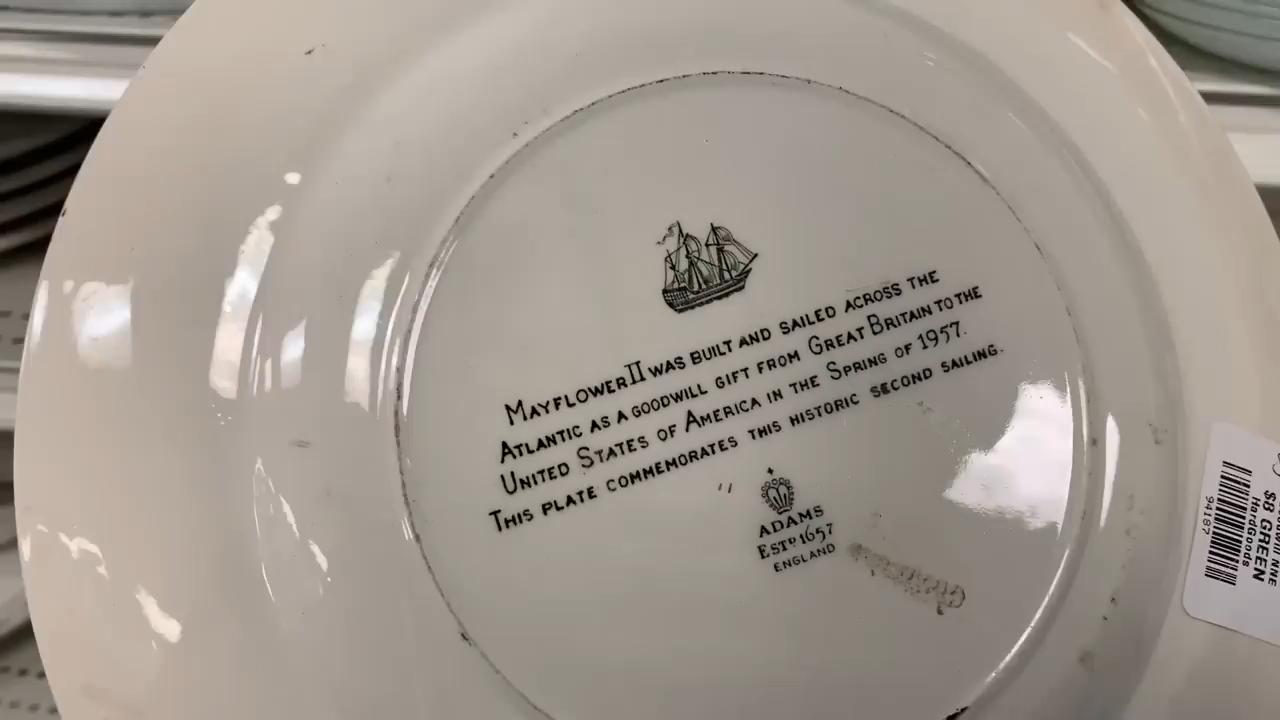 MAYFLOWER II WAS BUILT AND SAILED ACROSS THE
ATLANTIC AS A GOODWILL GIFT FROM GREAT BRITAIN TO THE
UNITED STATES OF AMERICA IN THE SPRING OF 1957.
THIS PLATE COMMEMORATES THIS HISTORIC SECOND SAILING.
ADAMS
ESTD 1657
ENGLAND
$8 GREEN
HardGoods
94187